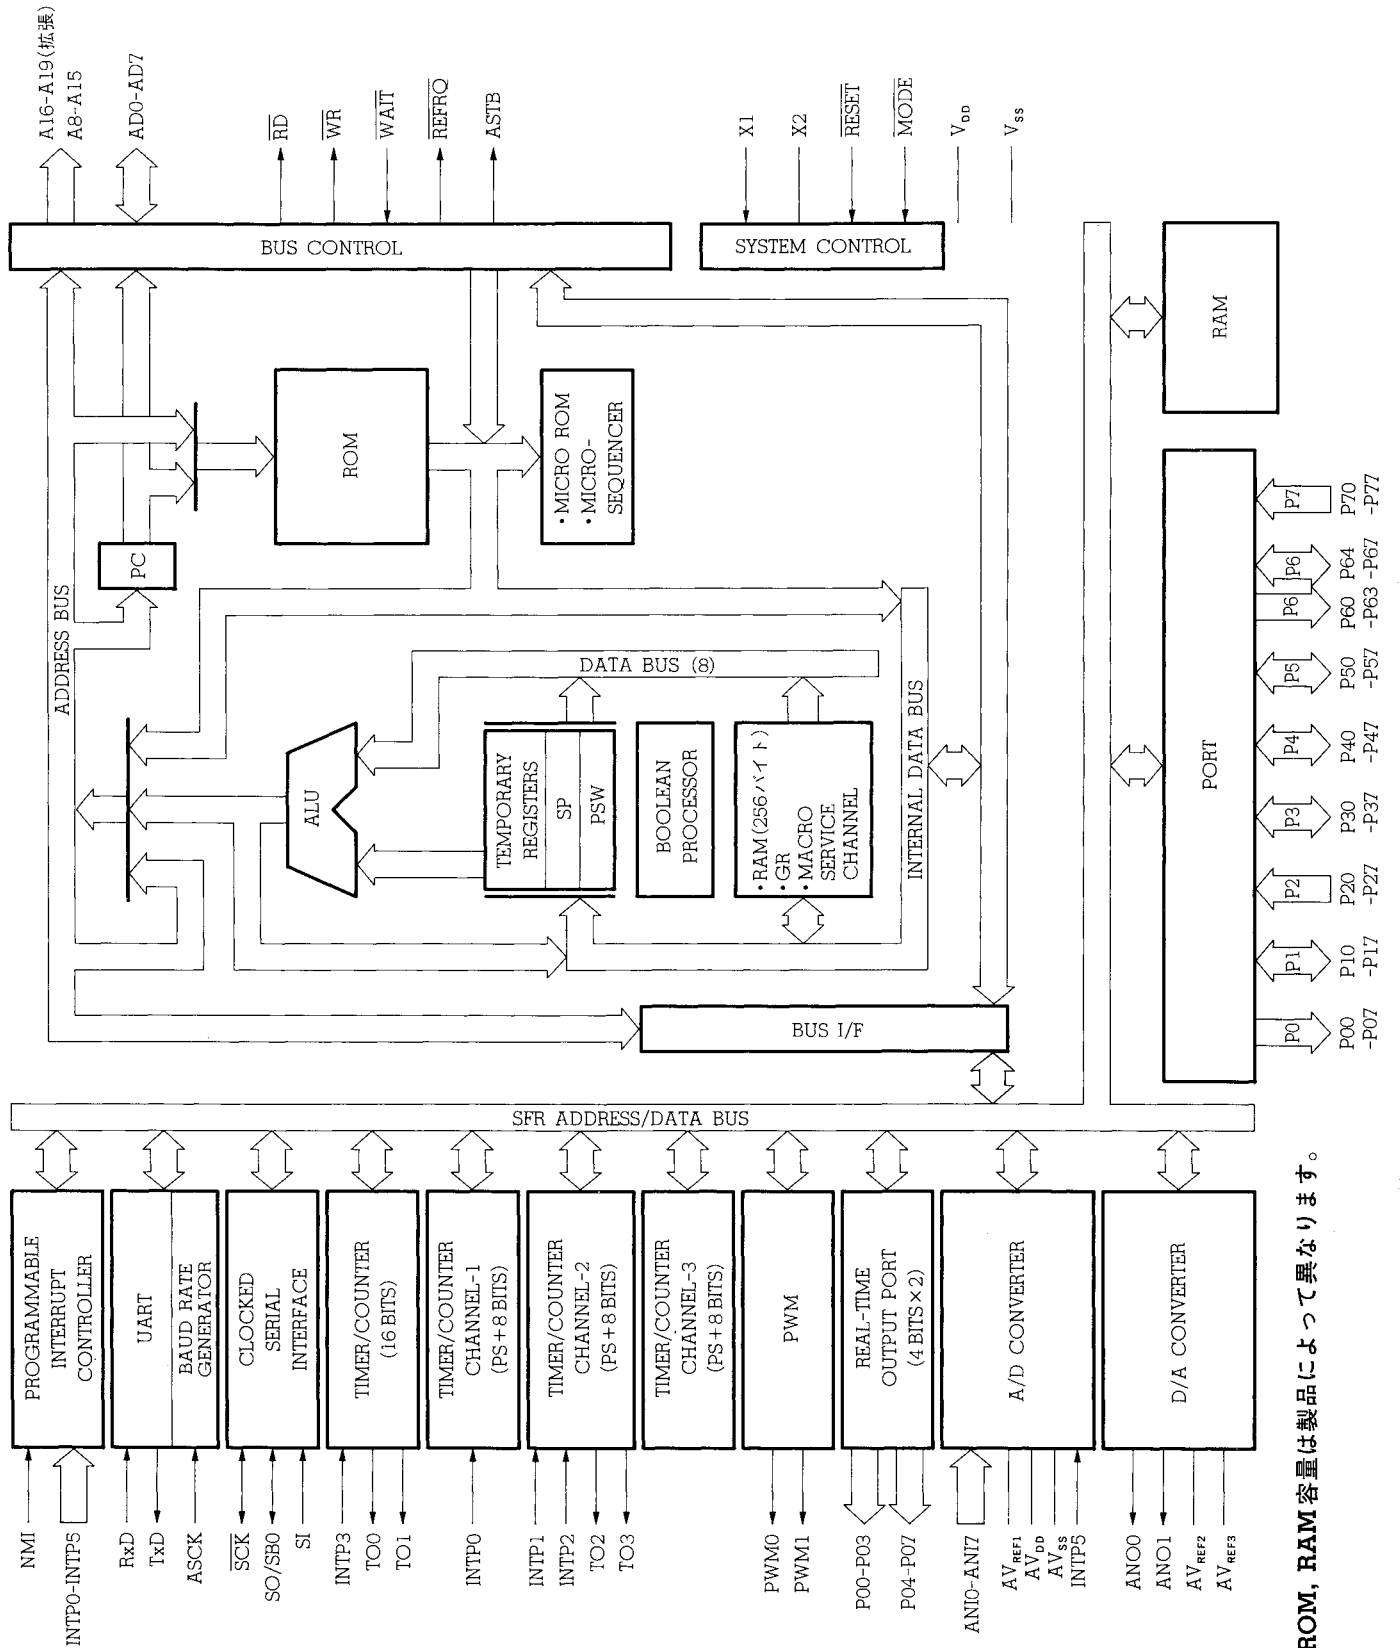 NMI
INTP0-INTP5
RxD
TxD
ASCK
SCK
SO/SB0
SI
INTP3
TO0
TO1
INTP0
INTP1
INTP2
TO2
TO3
PWM0
PWM1
P00-P03
P04-P07
ANI0-ANI7
AVREF1
AVDD
AVSS
INTP5
ANO0
ANO1
AVREF2
AVREF3
PROGRAMMABLE
INTERRUPT
CONTROLLER
UART
BAUD RATE
GENERATOR
CLOCKED
SERIAL
INTERFACE
TIMER/COUNTER
(16 BITS)
TIMER/COUNTER
CHANNEL-1
(PS+8 BITS)
TIMER/COUNTER
CHANNEL-2
(PS+8 BITS)
TIMER/COUNTER
CHANNEL-3
(PS+8 BITS)
PWM
REAL-TIME
OUTPUT PORT
(4 BITS×2)
A/D CONVERTER
D/A CONVERTER
SFR ADDRESS/DATA BUS
BUS I/F
ADDRESS BUS
PC
ALU
TEMPORARY
REGISTERS
SP
PSW
BOOLEAN
PROCESSOR
・RAM(256バイト)
・GR
・MACRO
SERVICE
CHANNEL
DATA BUS (8)
INTERNAL DATA BUS
ROM
・MICRO ROM
・MICRO-
SEQUENCER
BUS CONTROL
SYSTEM CONTROL
A16-A19(拡張)
A8-A15
AD0-AD7
RD
WR
WAIT
REFRQ
ASTB
X1
X2
RESET
MODE
VDD
VSS
RAM
PORT
P0
P1
P2
P3
P4
P5
P6
P6
P7
P00
-P07
P10
-P17
P20
-P27
P30
-P37
P40
-P47
P50
-P57
P60
-P63
P64
-P67
P70
-P77
ROM, RAM容量は製品によって異なります。